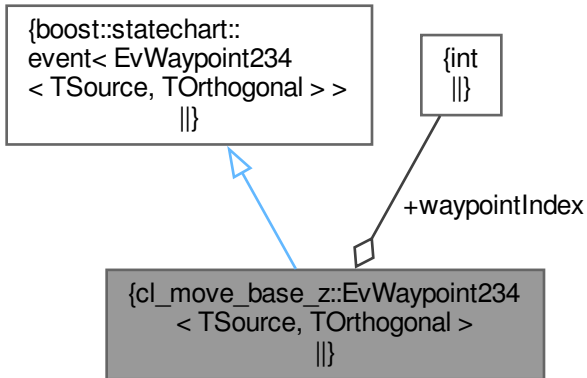 {boost::statechart::
event< EvWaypoint234
< TSource, TOrthogonal > >
||}
{int
||}
+waypointIndex
{cl_move_base_z::EvWaypoint234
< TSource, TOrthogonal >
||}